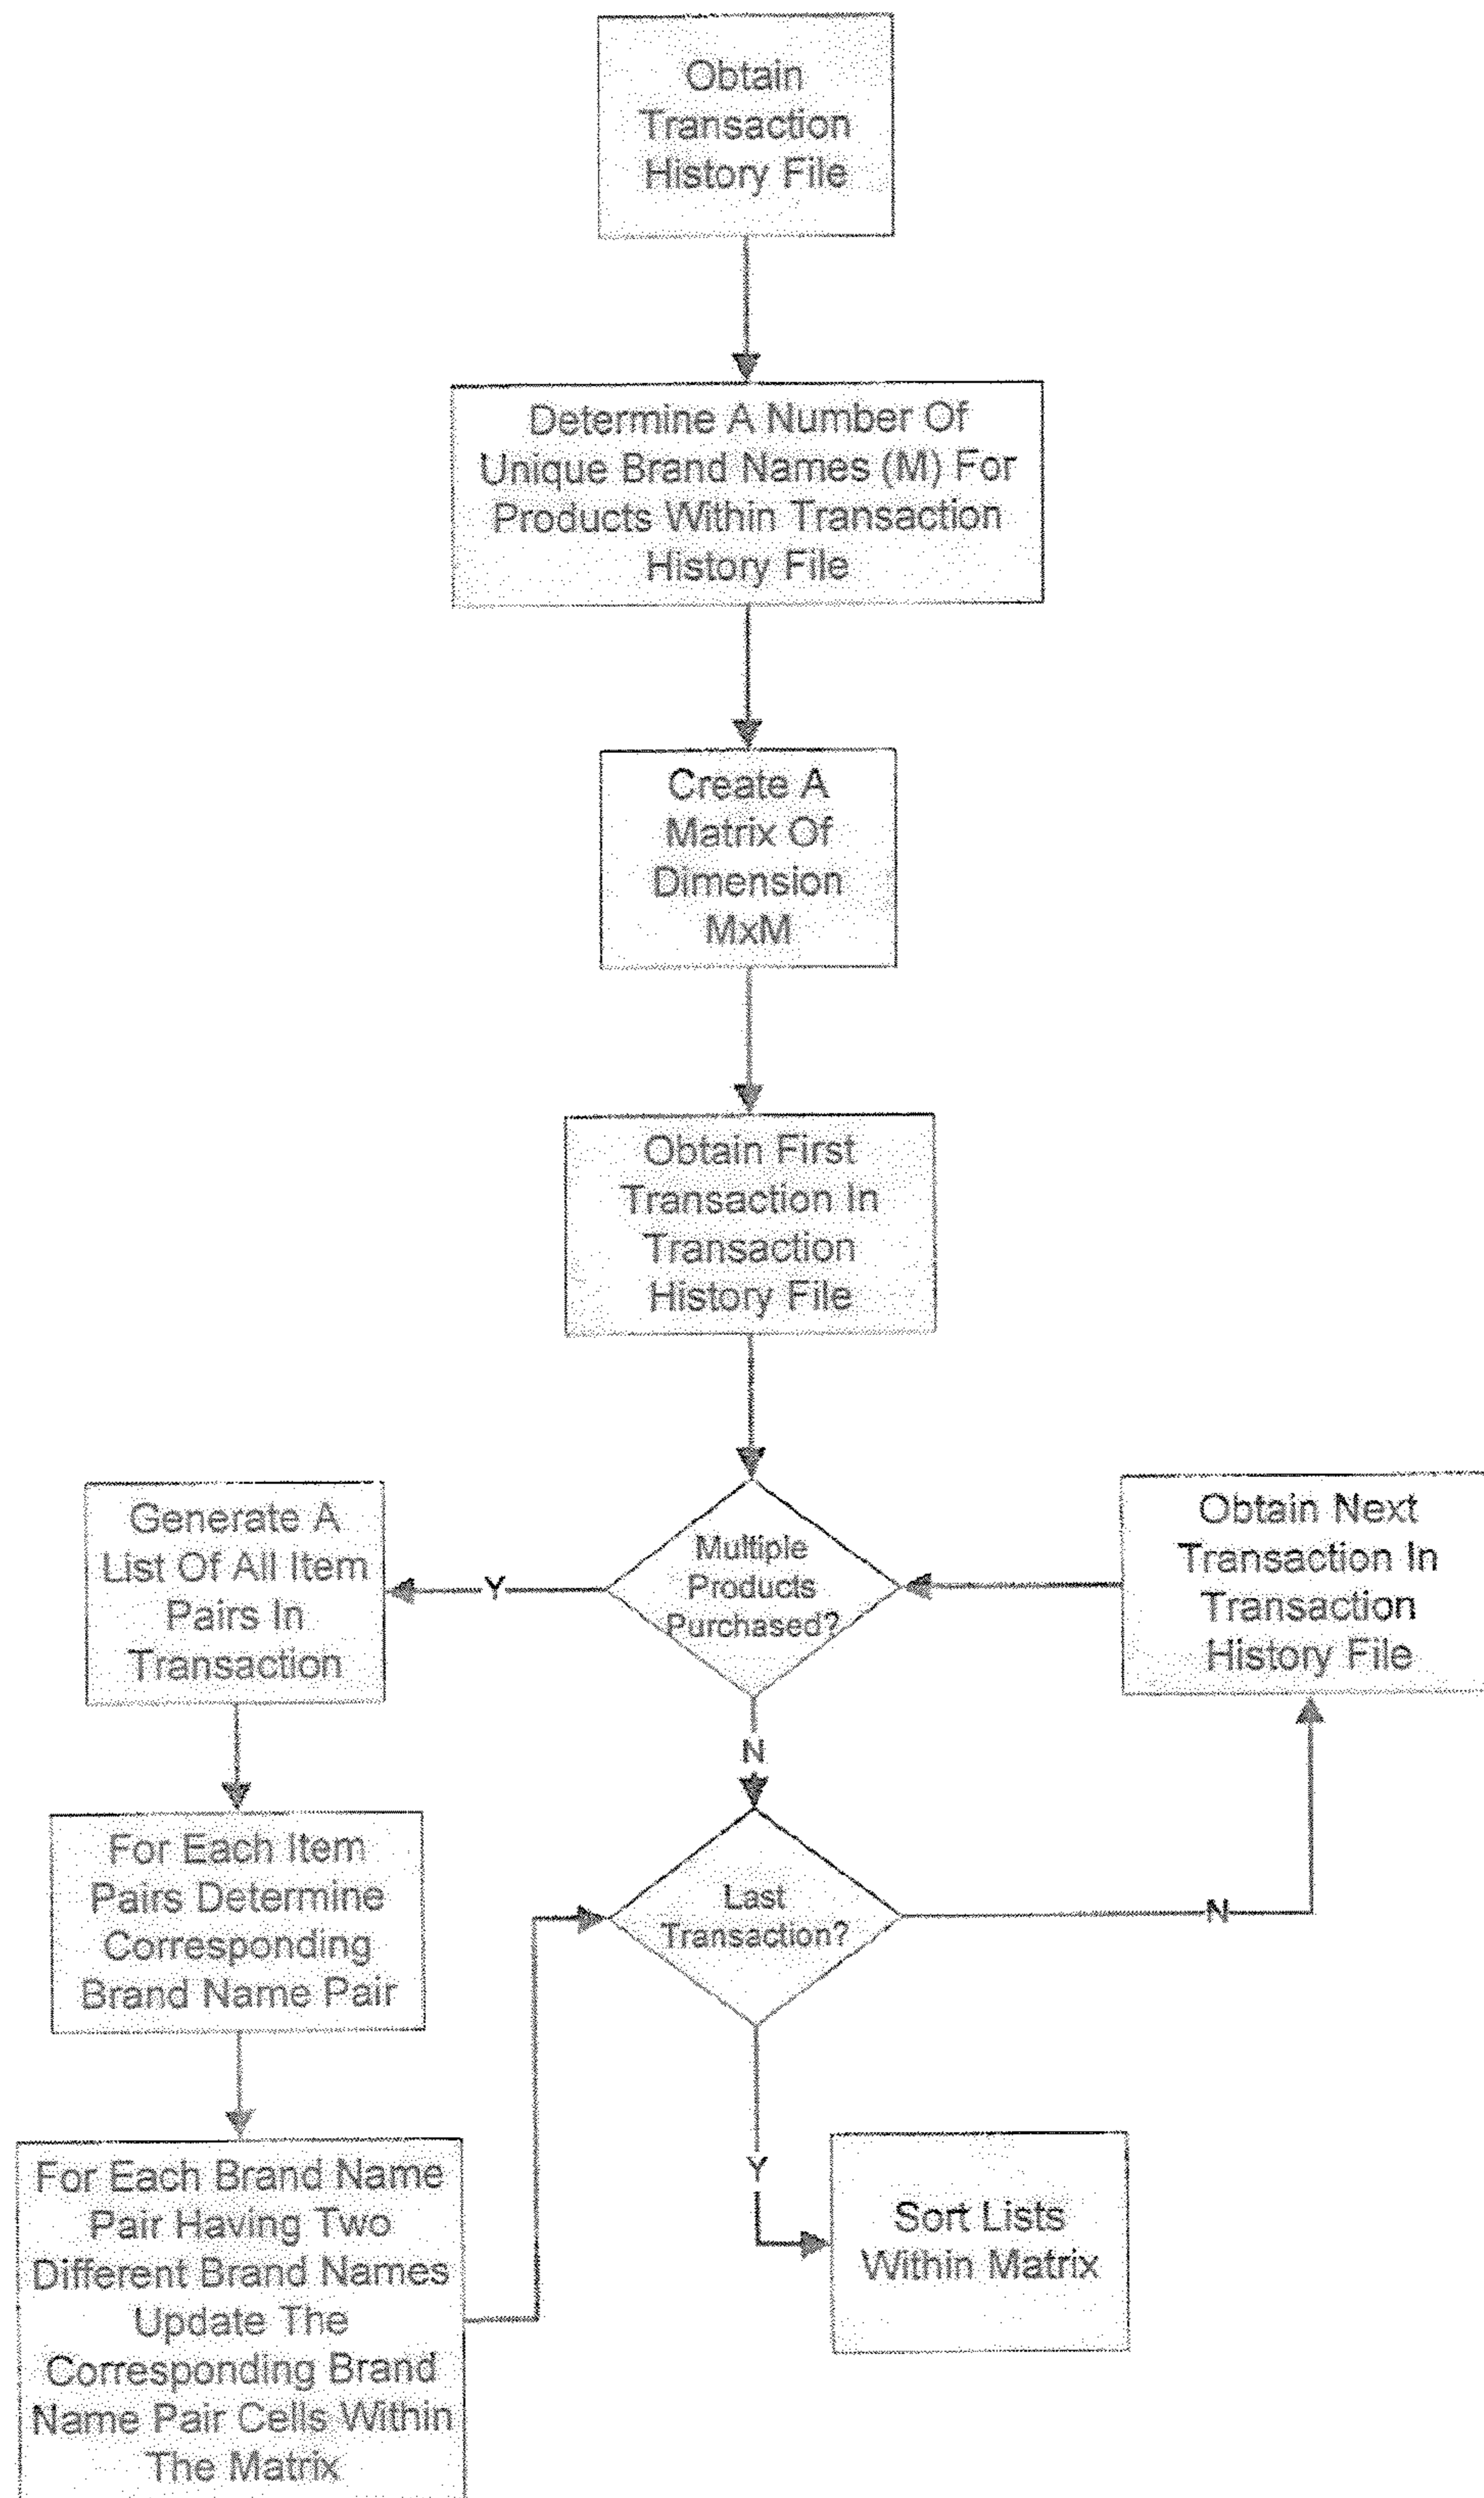 Obtain
Transaction
History File
Determine A Number Of
Unique Brand Names (M) For
Products Within Transaction
History File
Create A
Matrix Of
Dimension
MxM
Obtain First
Transaction In
Transaction
History File
Multiple
Products
Purchased?
Y
N
Generate A
List Of All Item
Pairs In
Transaction
Obtain Next
Transaction In
Transaction
History File
For Each Item
Pairs Determine
Corresponding
Brand Name Pair
Last
Transaction?
N
Y
For Each Brand Name
Pair Having Two
Different Brand Names
Update The
Corresponding Brand
Name Pair Cells Within
The Matrix
Sort Lists
Within Matrix